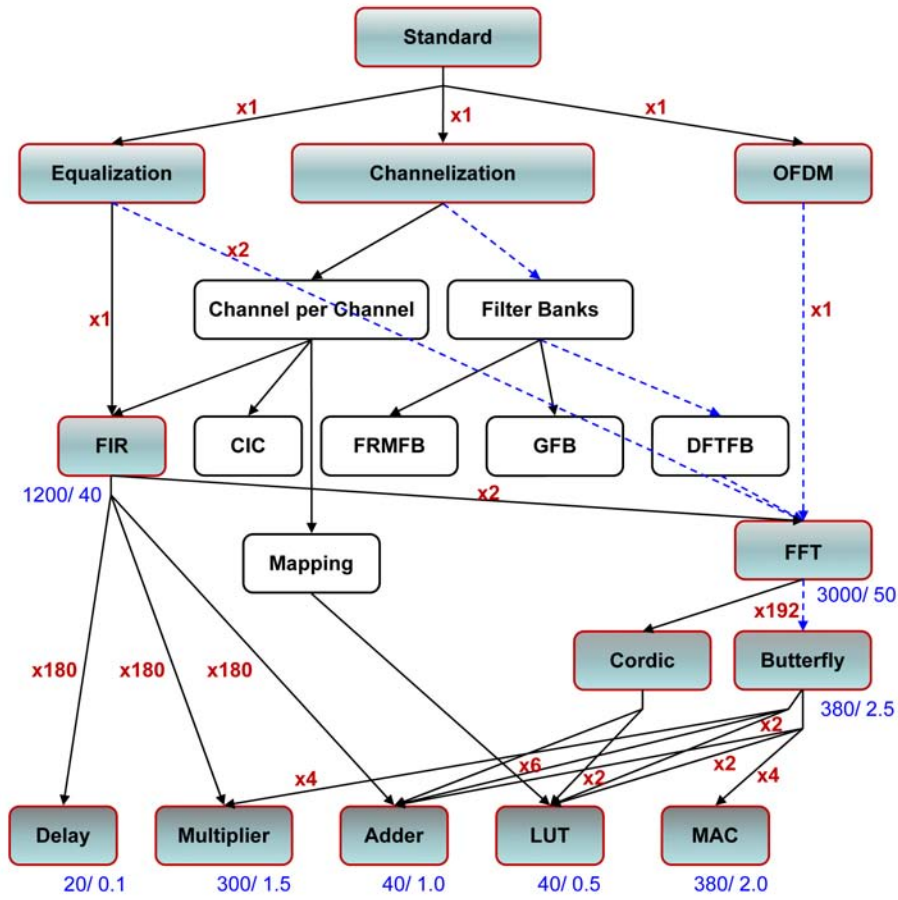 Standard
x1
x1
x1
Equalization
Channelization
OFDM
x2
x1
Channel per Channel
Filter Banks
x1
FIR
CIC
FRMFB
GFB
DFTFB
1200/ 40
x2
Mapping
FFT
3000/ 50
x192
Cordic
Butterfly
x180
x180
x180
380/ 2.5
x2
x4
x6
x2
x2
x4
Delay
Multiplier
Adder
LUT
MAC
20/ 0.1
300/ 1.5
40/ 1.0
40/ 0.5
380/ 2.0